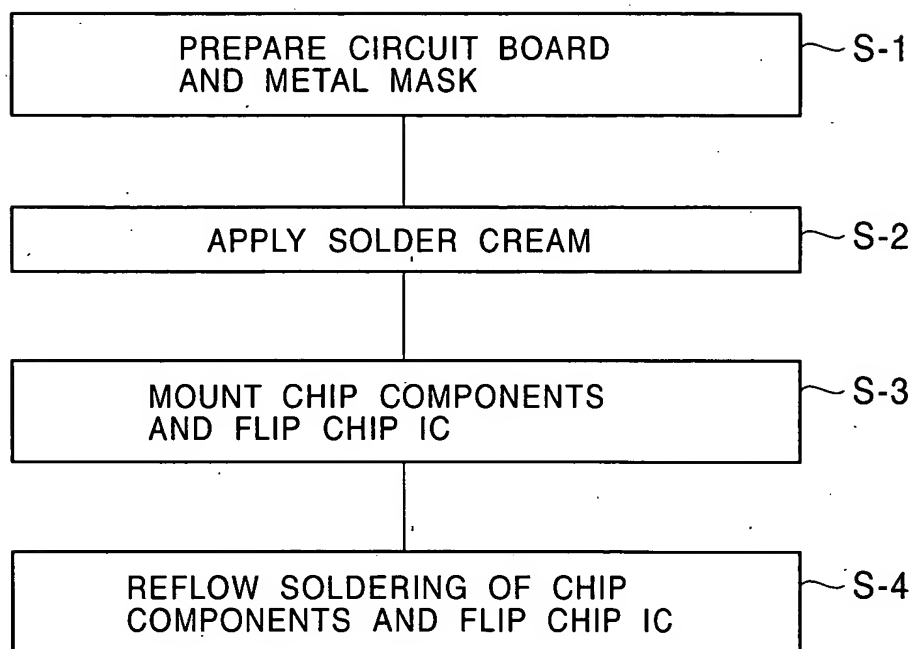 PREPARE CIRCUIT BOARD
AND METAL MASK
S-1
APPLY SOLDER CREAM
S-2
MOUNT CHIP COMPONENTS
AND FLIP CHIP IC
S-3
REFLOW SOLDERING OF CHIP
COMPONENTS AND FLIP CHIP IC
S-4